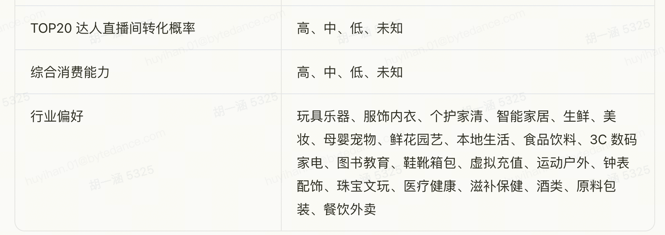 TOP20 达人直播间转化概率
高、中、低、未知
综合消费能力
高、中、低、未知
行业偏好
玩具乐器、服饰内衣、个护家清、智能家居、生鲜、美
妆、母婴宠物、鲜花园艺、本地生活、食品饮料、3C 数码
家电、图书教育、鞋靴箱包、虚拟充值、运动户外、钟表
配饰、珠宝文玩、医疗健康、滋补保健、酒类、原料包
装、餐饮外卖
胡一涵 5325